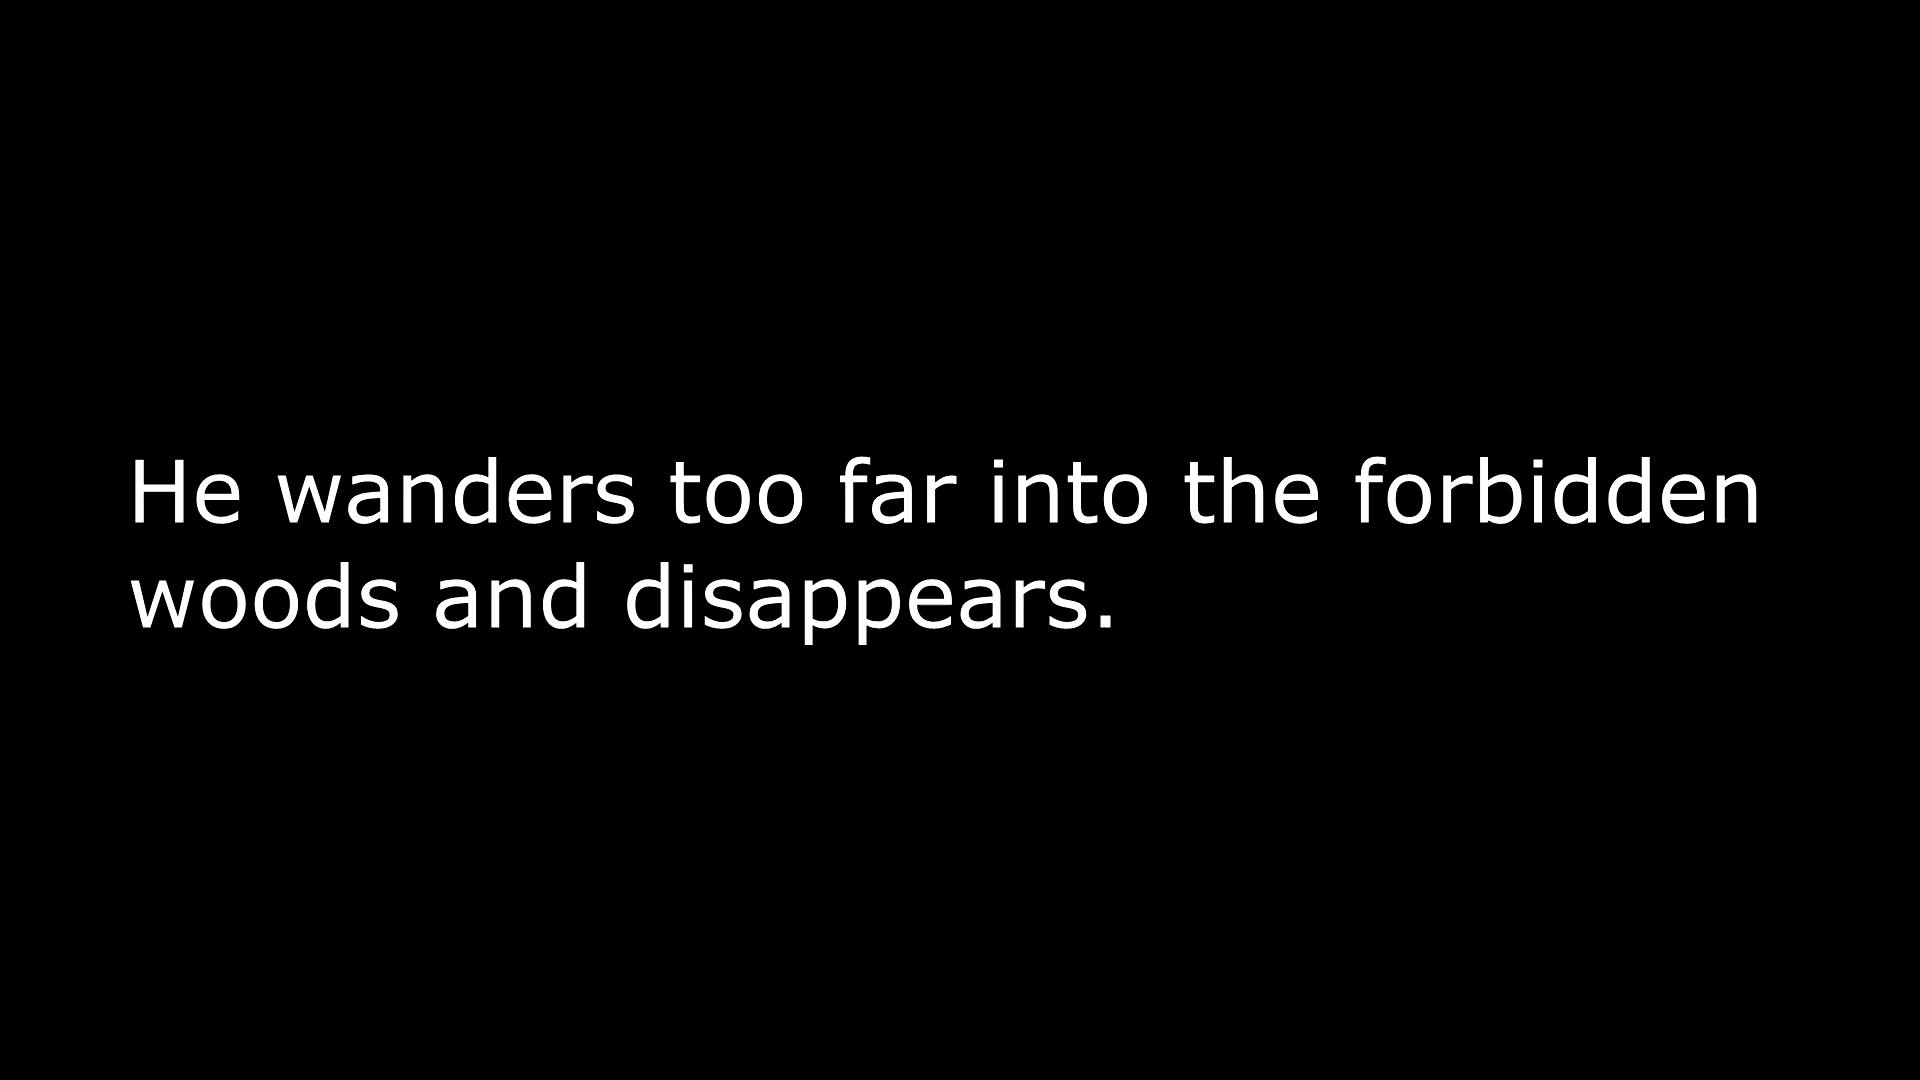 He wanders too far into the forbidden
woods and disappears.